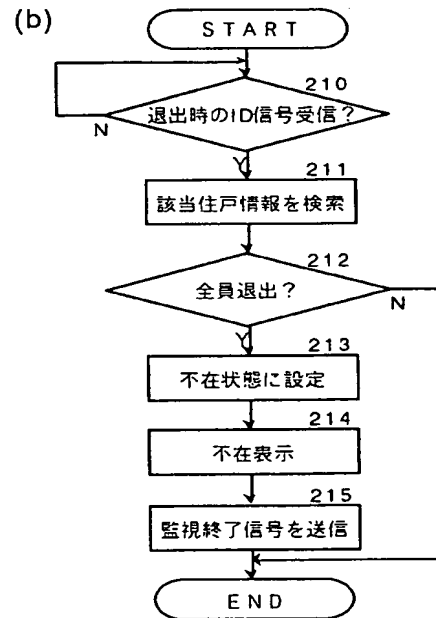 (b)
START
210
退出時のID信号受信？
N
Y
211
該当住戸情報を検索
212
全員退出？
N
Y
213
不在状態に設定
214
不在表示
215
監視終了信号を送信
END